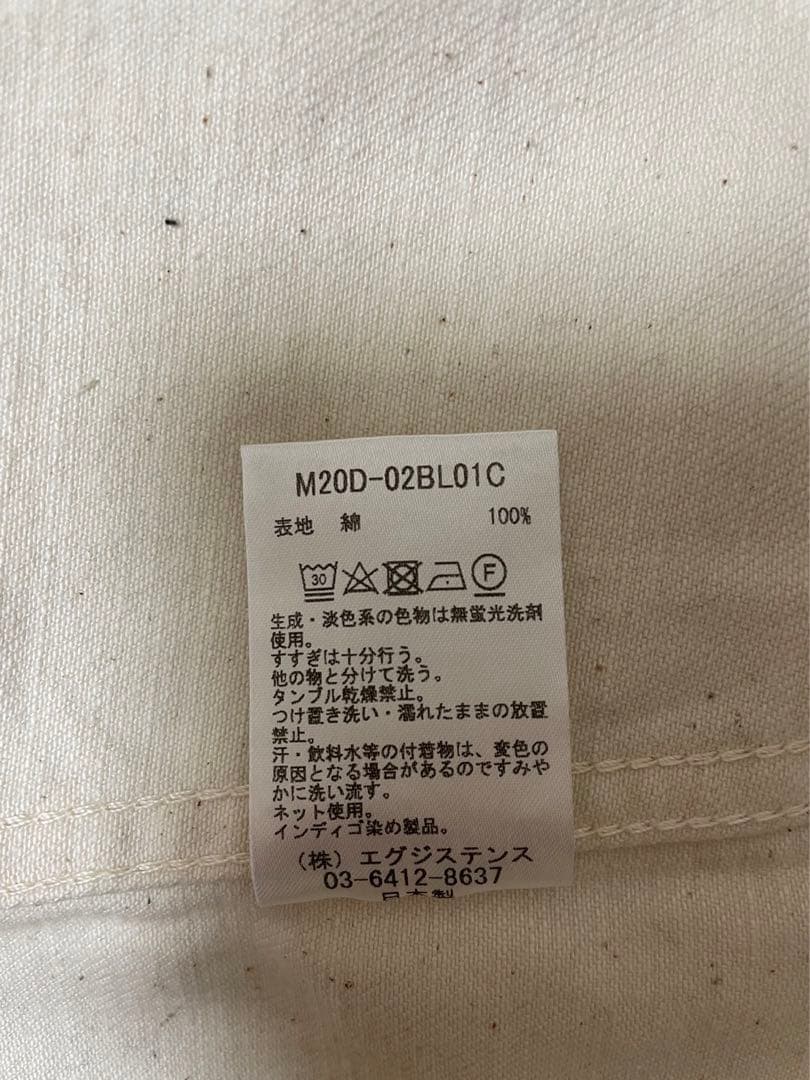 M20D-02BL01C
表地 綿 100%
30 F
生成・淡色系の色物は無蛍光洗剤
使用。
すすぎは十分行う。
他の物と分けて洗う。
タンブル乾燥禁止。
つけ置き洗い・濡れたままの放置
禁止。
汗・飲料水等の付着物は、変色の
原因となる場合があるのですみや
かに洗い流す。
ネット使用。
インディゴ染め製品。
(株) エグジステンス
03-6412-8637
日本製